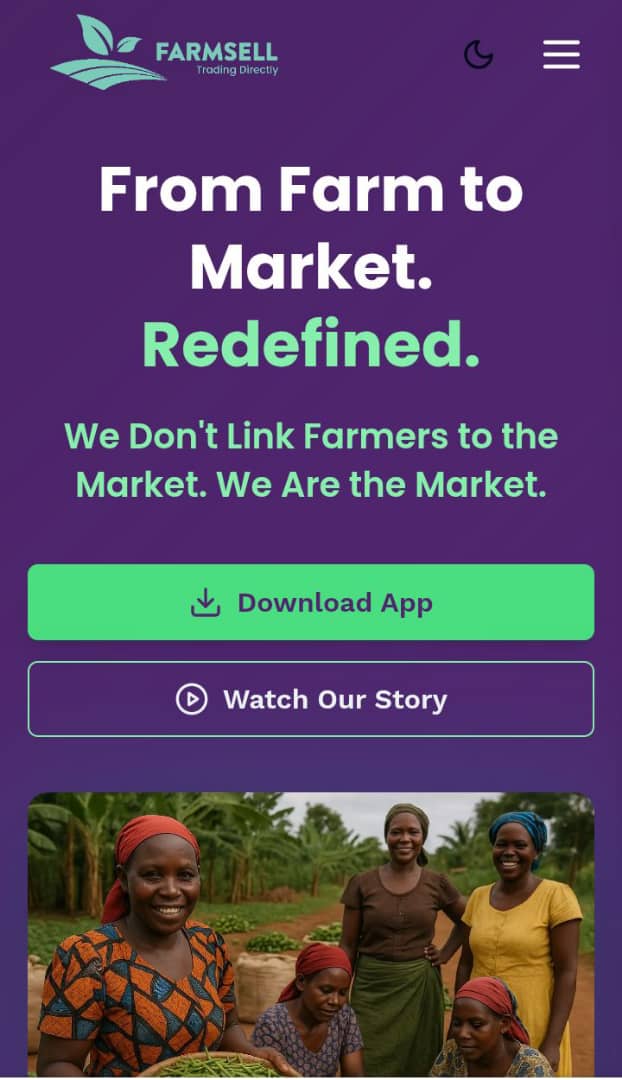 FARMSELL
Trading Directly
From Farm to
Market.
Redefined.
We Don't Link Farmers to the
Market. We Are the Market.
Download App
Watch Our Story